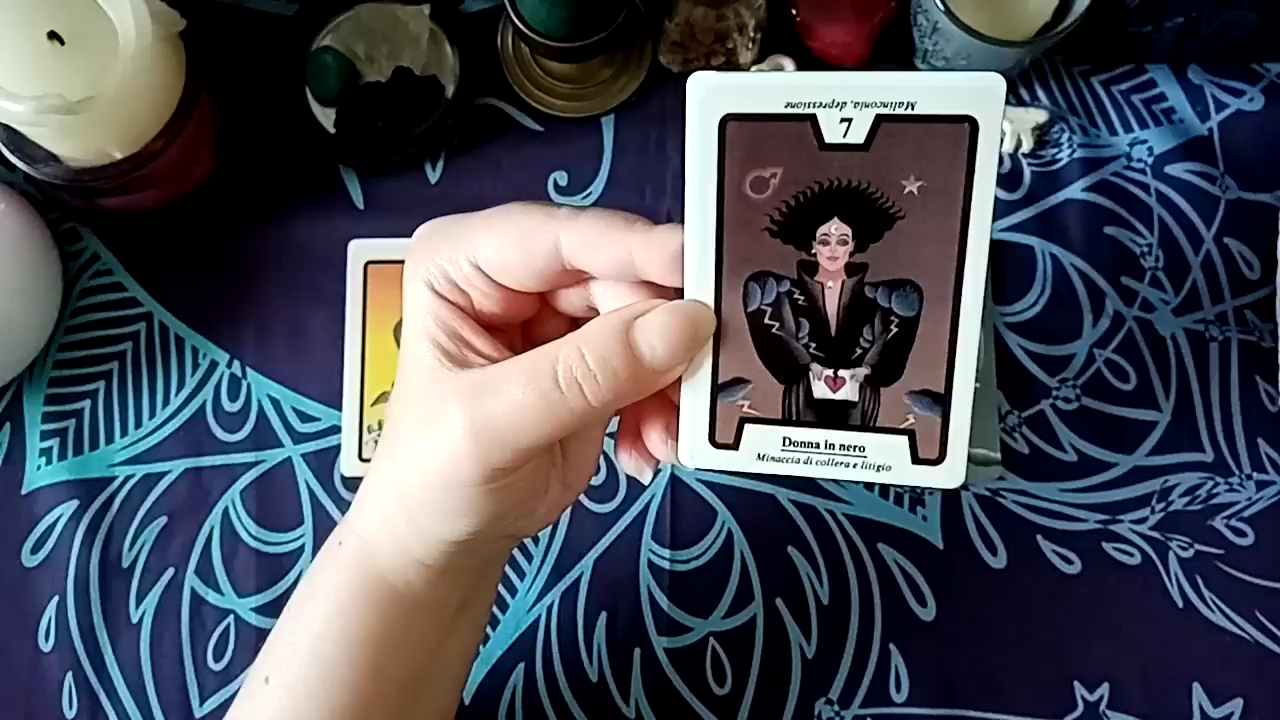 Malinconia, depressione
7
Donna in nero
Minaccia di collera e litigio